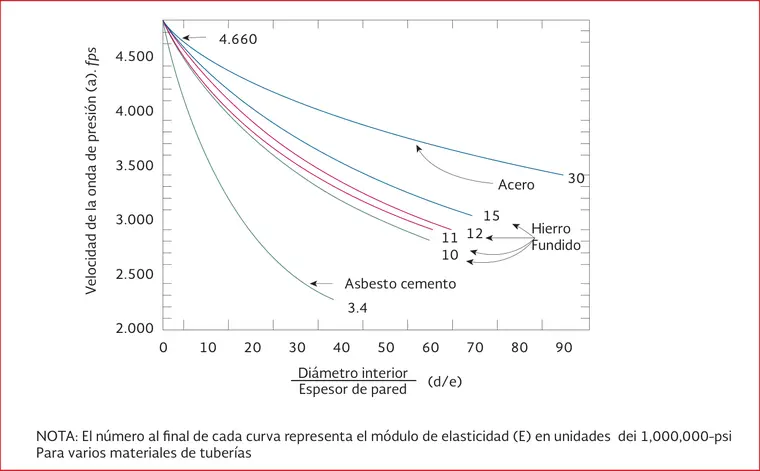 Velocidad de la onda de presión (a). fps
4.660
4.500
4.000
3.500
3.000
2.500
2.000
Acero
30
15
12
11
10
Hierro
Fundido
Asbesto cemento
3.4
0 10 20 30 40 50 60 70 80 90
Diámetro interior
Espesor de pared
(d/e)
NOTA: El número al final de cada curva representa el módulo de elasticidad (E) en unidades dei 1,000,000-psi
Para varios materiales de tuberías